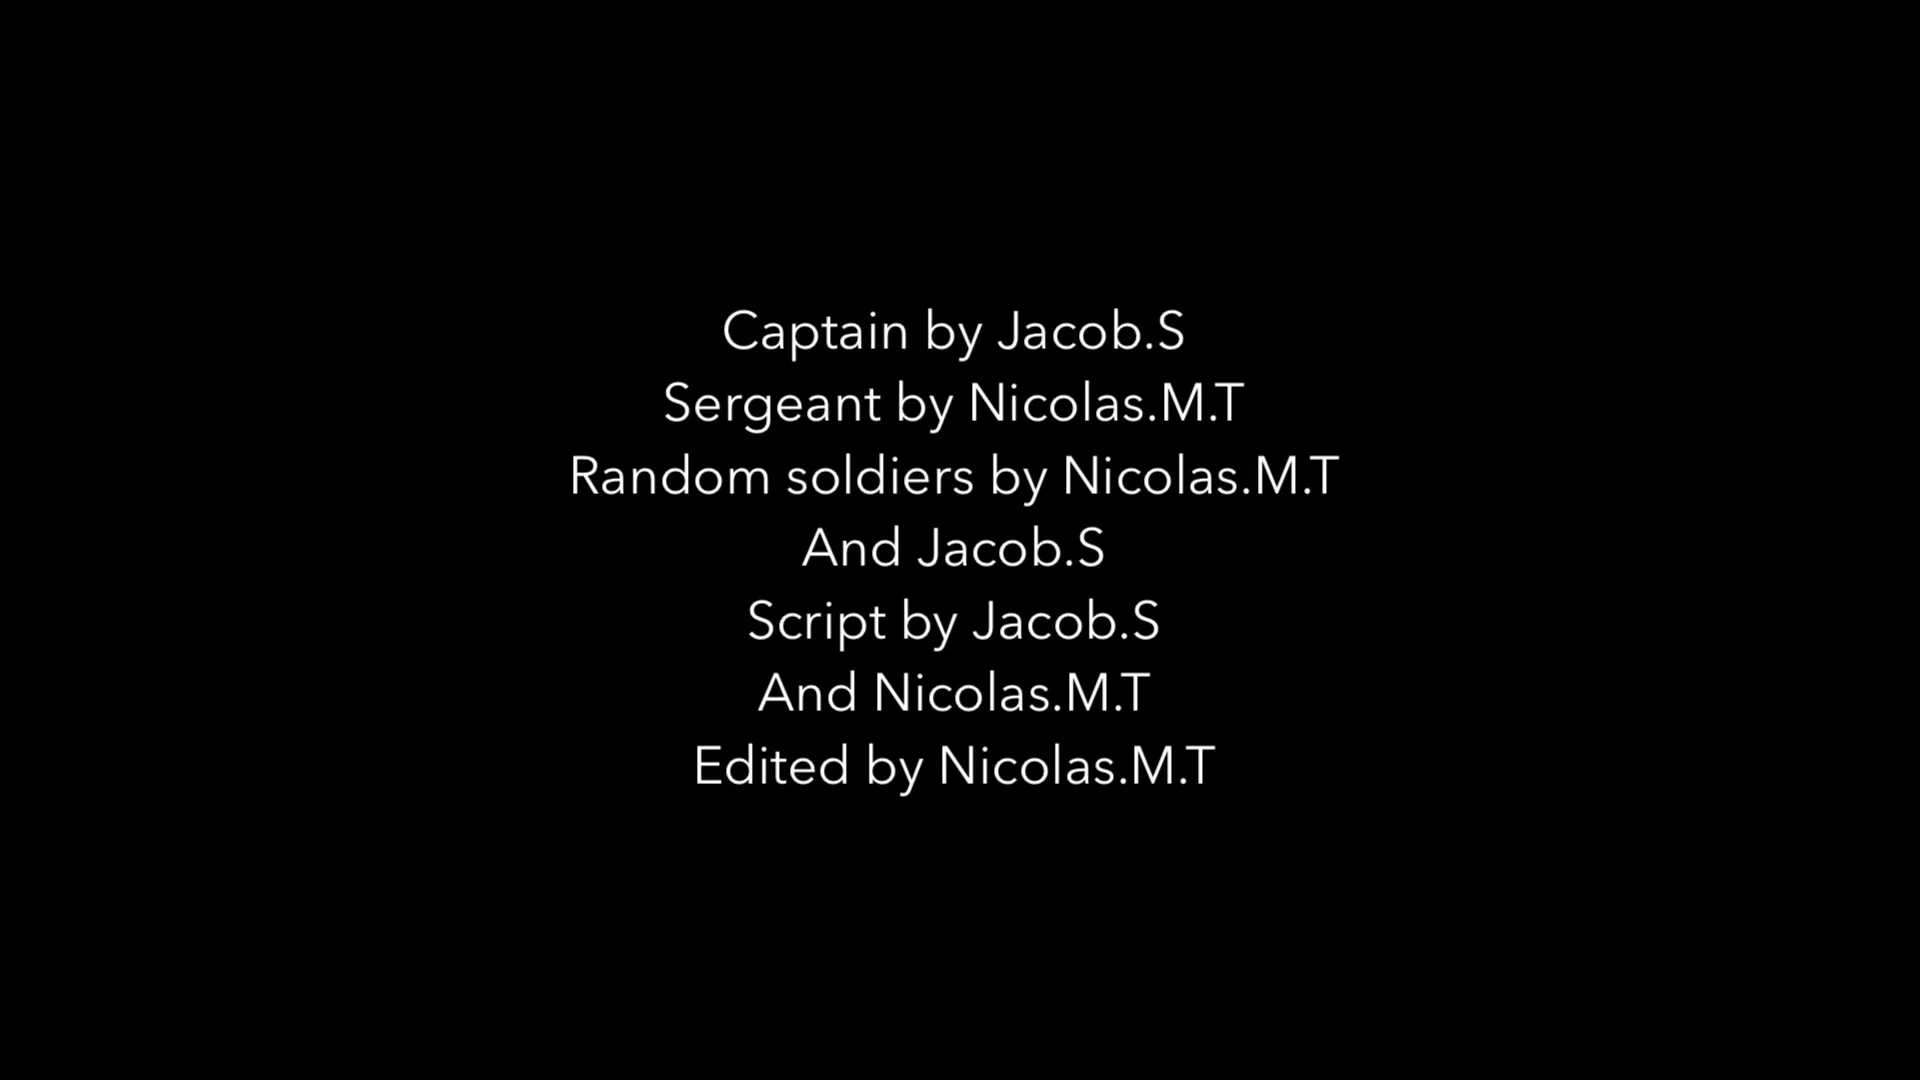 Captain by Jacob.S
Sergeant by Nicolas.M.T
Random soldiers by Nicolas.M.T
And Jacob.S
Script by Jacob.S
And Nicolas.M.T
Edited by Nicolas.M.T